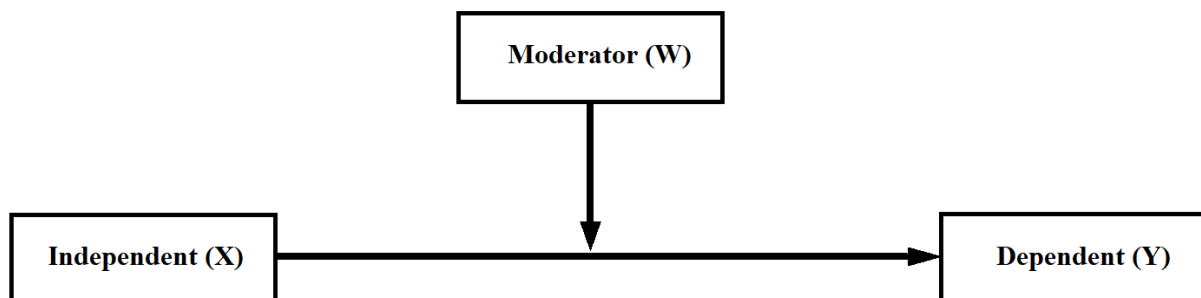 Moderator (W)
Independent (X)
Dependent (Y)